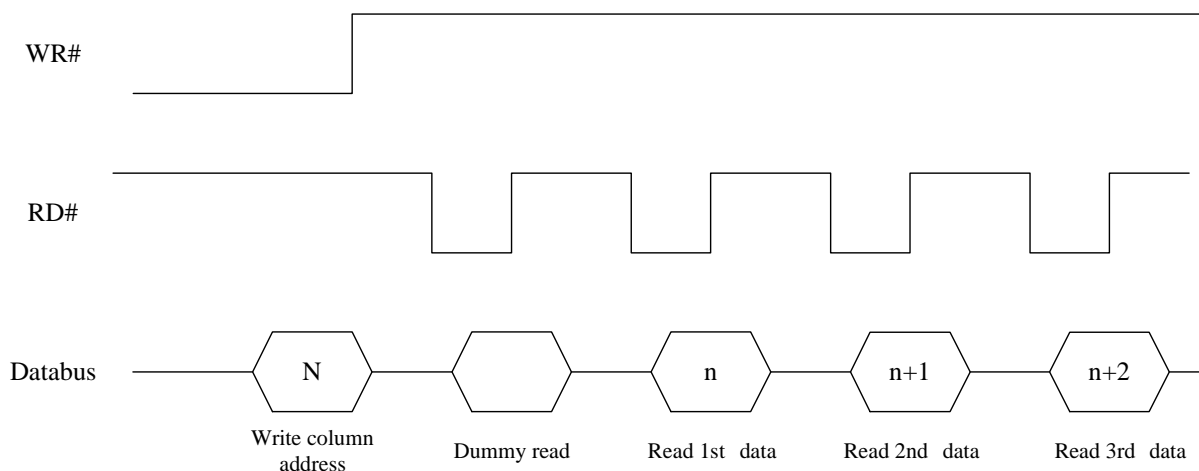 WR#
RD#
Databus
N
n
n+1
n+2
Write column
address
Dummy read
Read 1st data
Read 2nd data
Read 3rd data